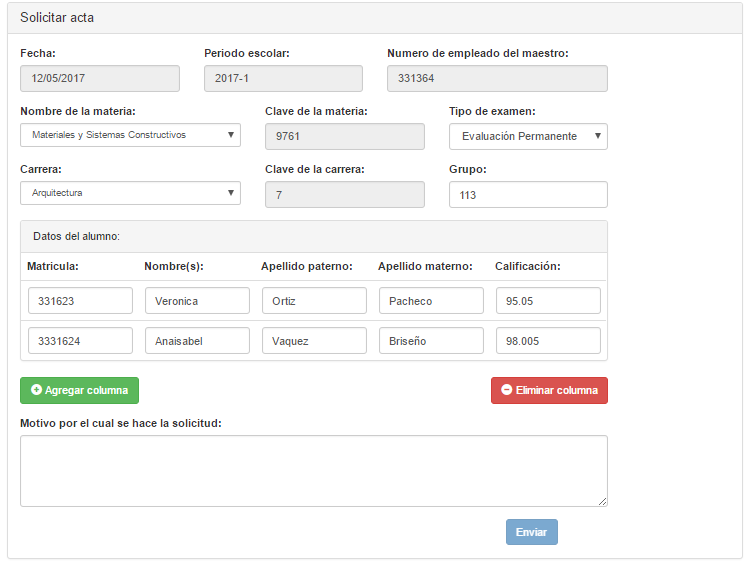 Solicitar acta
Fecha: Periodo escolar: Numero de empleado del maestro:
12/05/2017 2017-1 331364
Nombre de la materia: Clave de la materia: Tipo de examen:
Materiales y Sistemas Constructivos 9761 Evaluación Permanente
Carrera: Clave de la carrera: Grupo:
Arquitectura 7 113
Datos del alumno:
Matricula: Nombre(s): Apellido paterno: Apellido materno: Calificación:
331623 Veronica Ortiz Pacheco 95.05
3331624 Anaisabel Vaquez Briseño 98.005
Agregar columna Eliminar columna
Motivo por el cual se hace la solicitud:
Enviar